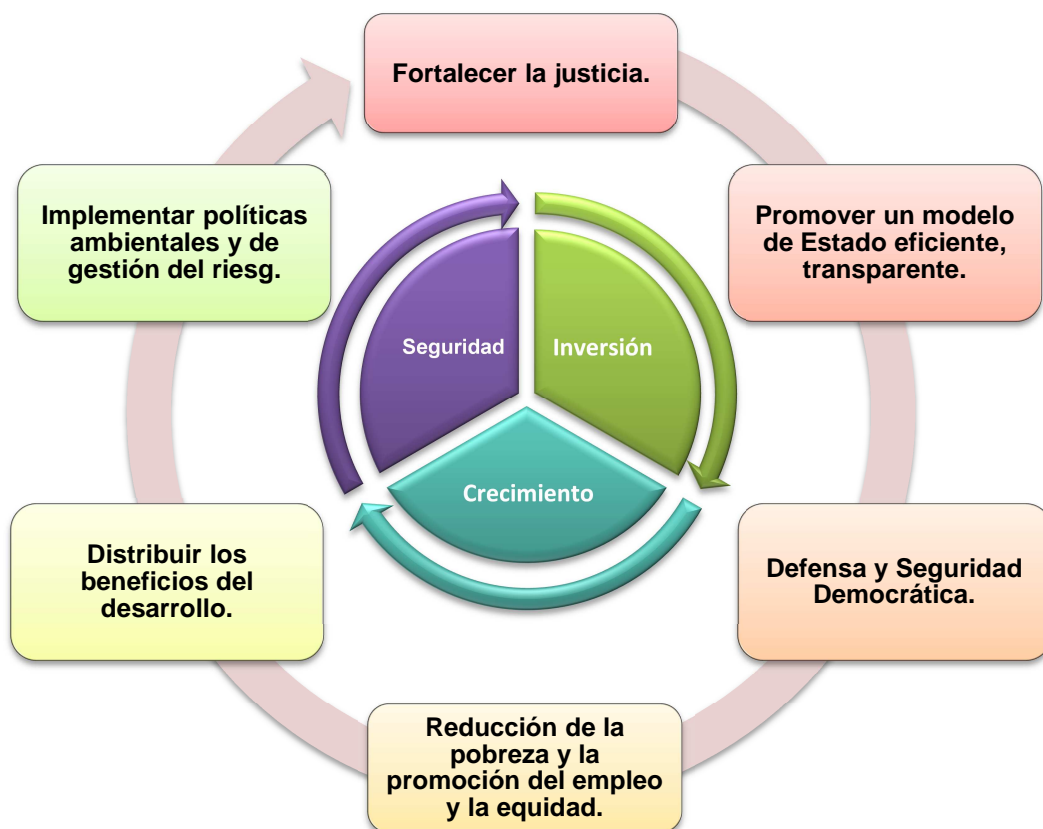 Fortalecer la justicia.
Promover un modelo
de Estado eficiente,
transparente.
Defensa y Seguridad
Democrática.
Reducción de la
pobreza y la
promoción del empleo
y la equidad.
Distribuir los
beneficios del
desarrollo.
Implementar políticas
ambientales y de
gestión del riesg.
Seguridad
Inversión
Crecimiento